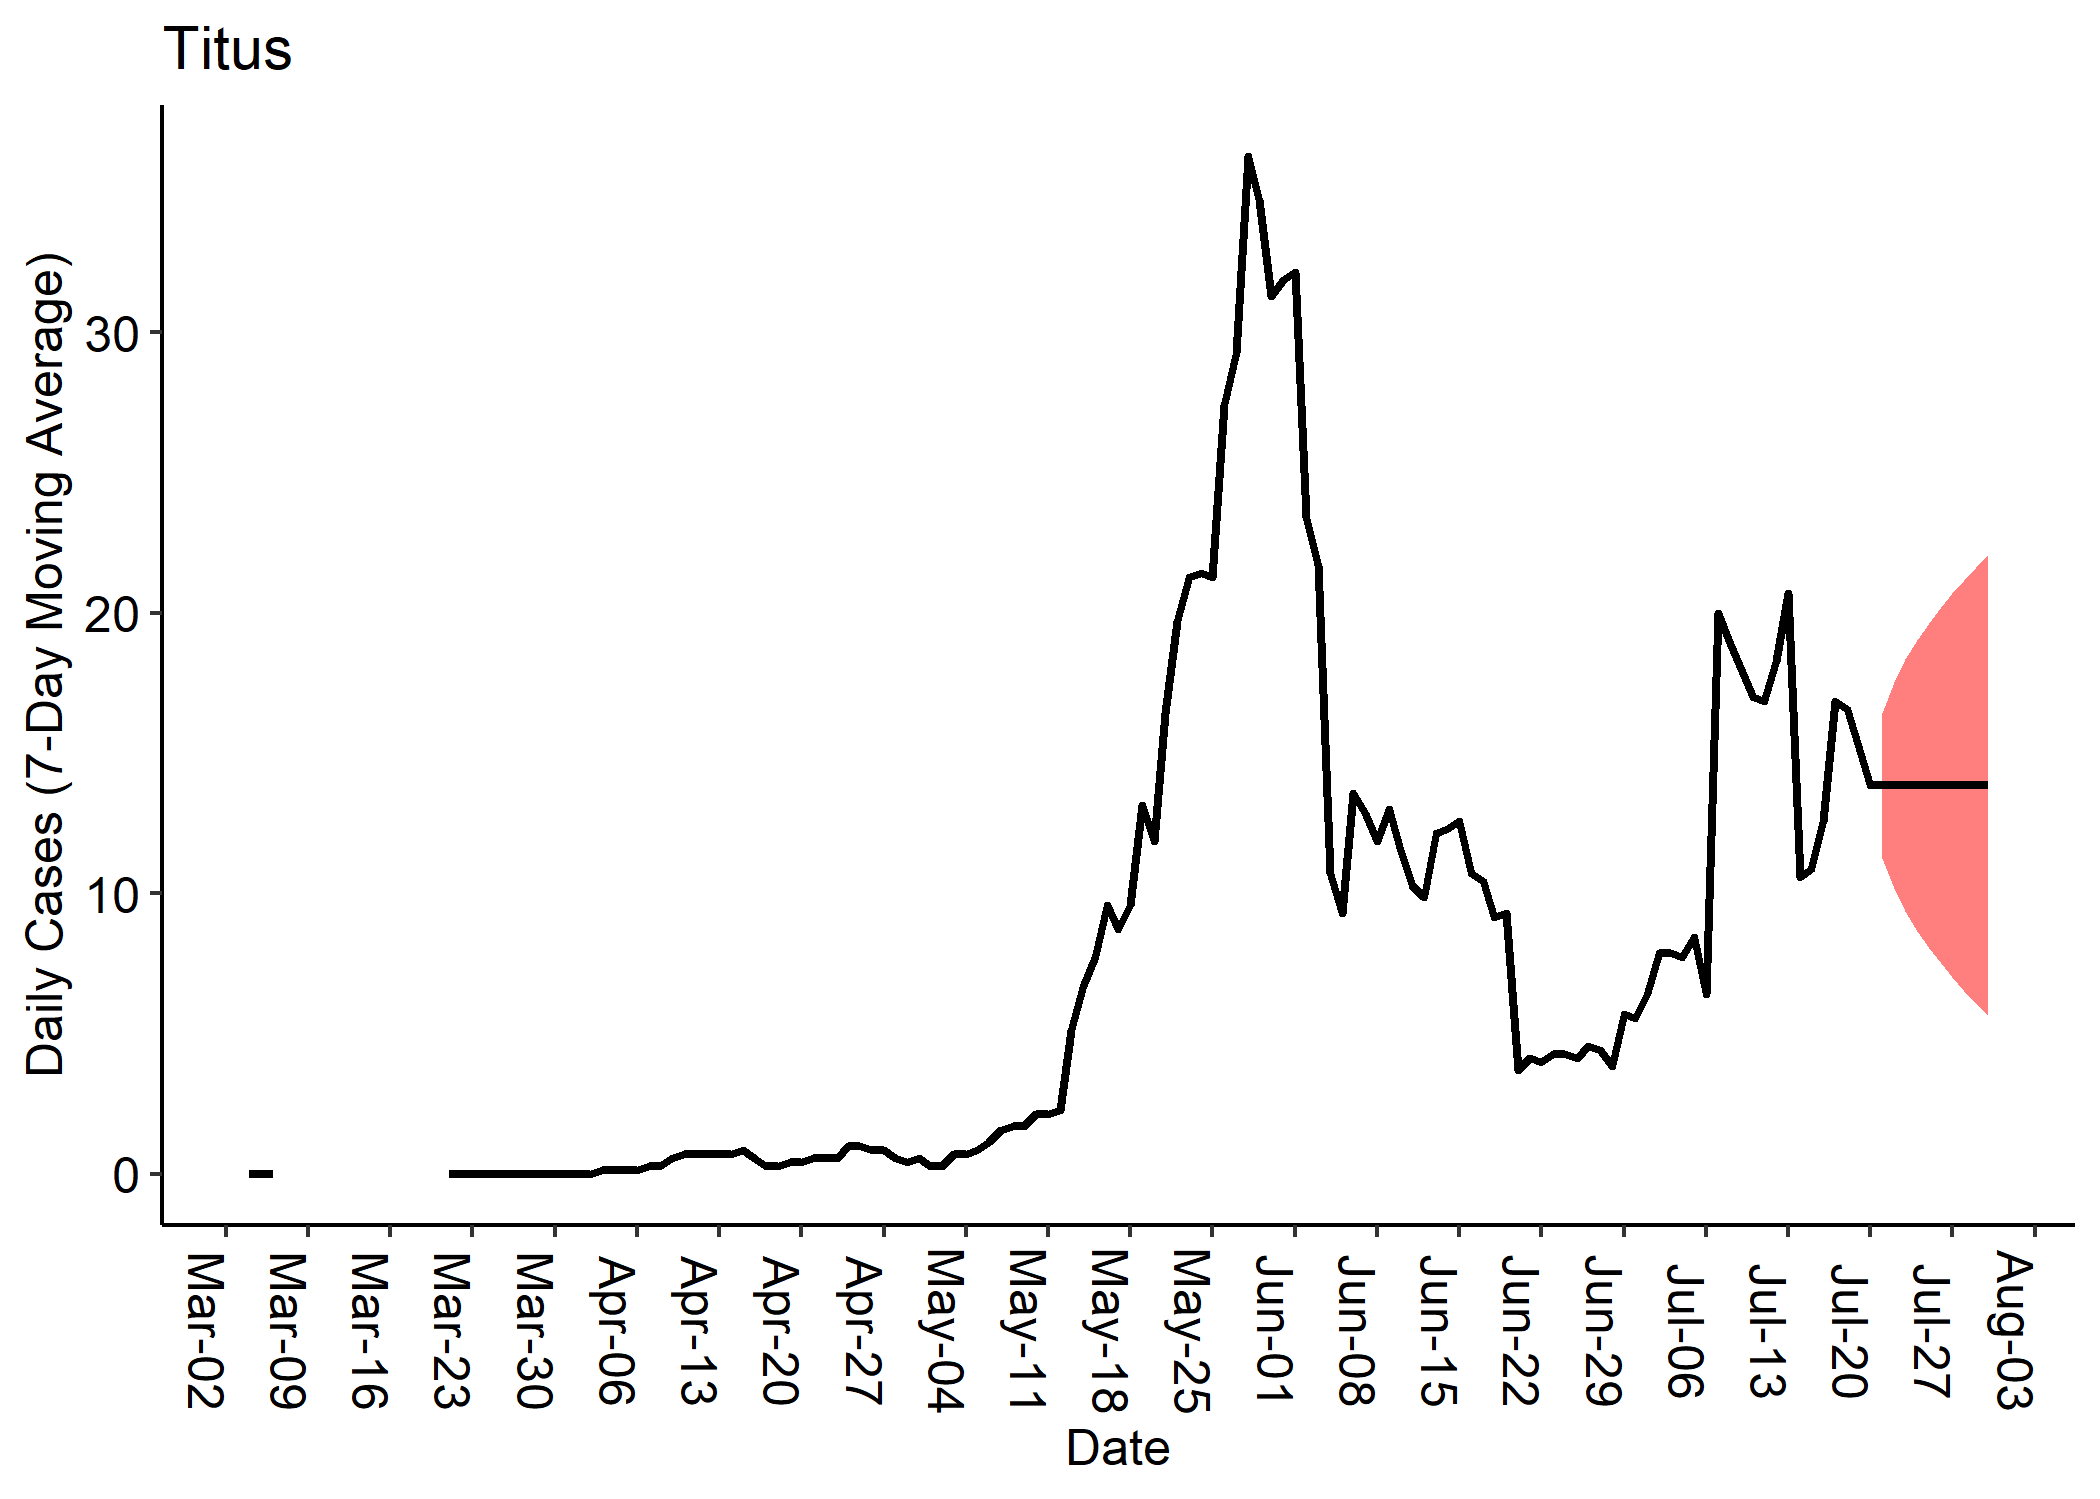 Titus
Daily Cases (7-Day Moving Average)
30
20
10
0
Mar-02
Mar-09
Mar-16
Mar-23
Mar-30
Apr-06
Apr-13
Apr-20
Apr-27
May-04
May-11
May-18
May-25
Jun-01
Jun-08
Jun-15
Jun-22
Jun-29
Jul-06
Jul-13
Jul-20
Jul-27
Aug-03
Date